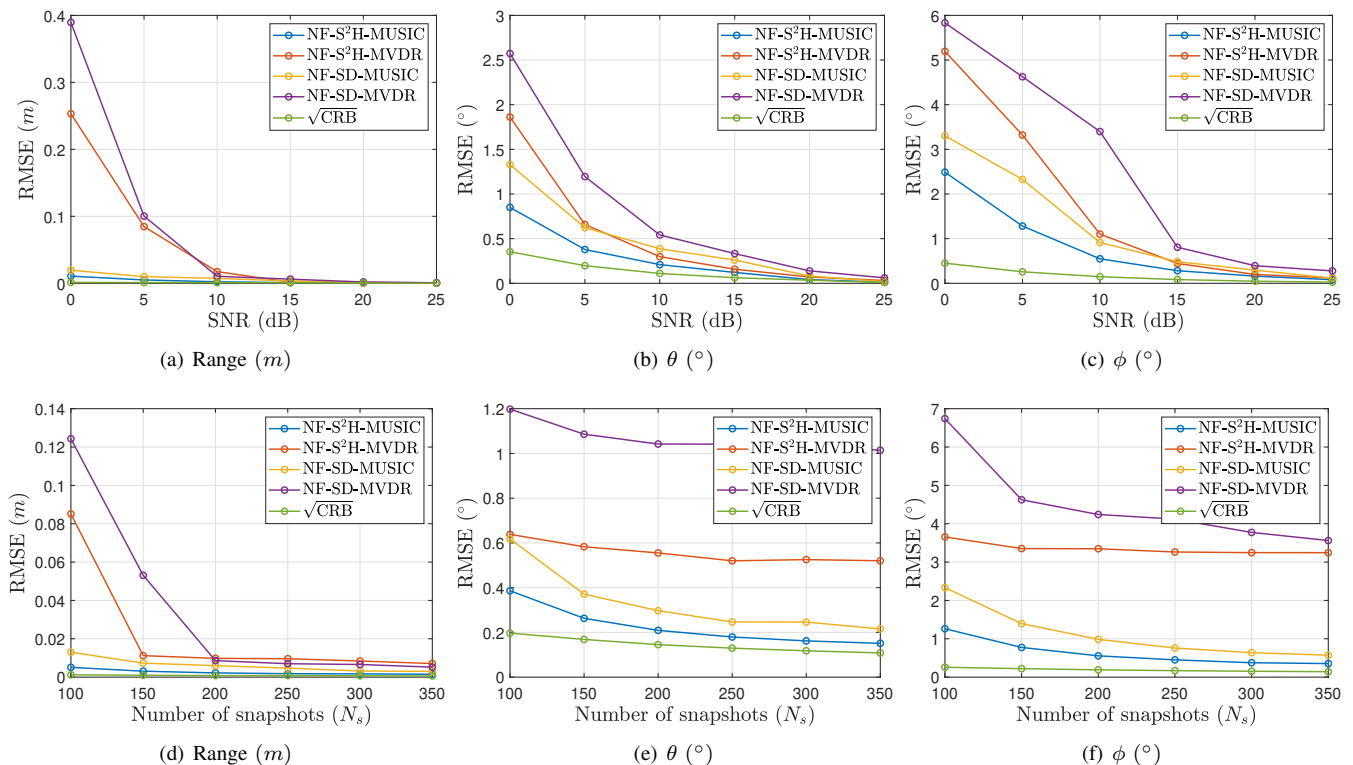 0.4
0.3
0.2
0.1
0
RMSE (m)
0 5 10 15 20 25
SNR (dB)
NF-S²H-MUSIC
NF-S²H-MVDR
NF-SD-MUSIC
NF-SD-MVDR
√CRB
(a) Range (m)
3
2.5
2
1.5
1
0.5
0
RMSE (°)
0 5 10 15 20 25
SNR (dB)
NF-S²H-MUSIC
NF-S²H-MVDR
NF-SD-MUSIC
NF-SD-MVDR
√CRB
(b) θ (°)
6
5
4
3
2
1
0
RMSE (°)
0 5 10 15 20 25
SNR (dB)
NF-S²H-MUSIC
NF-S²H-MVDR
NF-SD-MUSIC
NF-SD-MVDR
√CRB
(c) ϕ (°)
0.14
0.12
0.1
0.08
0.06
0.04
0.02
0
RMSE (m)
100 150 200 250 300 350
Number of snapshots (Nₛ)
NF-S²H-MUSIC
NF-S²H-MVDR
NF-SD-MUSIC
NF-SD-MVDR
√CRB
(d) Range (m)
1.2
1
0.8
0.6
0.4
0.2
0
RMSE (°)
100 150 200 250 300 350
Number of snapshots (Nₛ)
NF-S²H-MUSIC
NF-S²H-MVDR
NF-SD-MUSIC
NF-SD-MVDR
√CRB
(e) θ (°)
7
6
5
4
3
2
1
0
RMSE (°)
100 150 200 250 300 350
Number of snapshots (Nₛ)
NF-S²H-MUSIC
NF-S²H-MVDR
NF-SD-MUSIC
NF-SD-MVDR
√CRB
(f) ϕ (°)